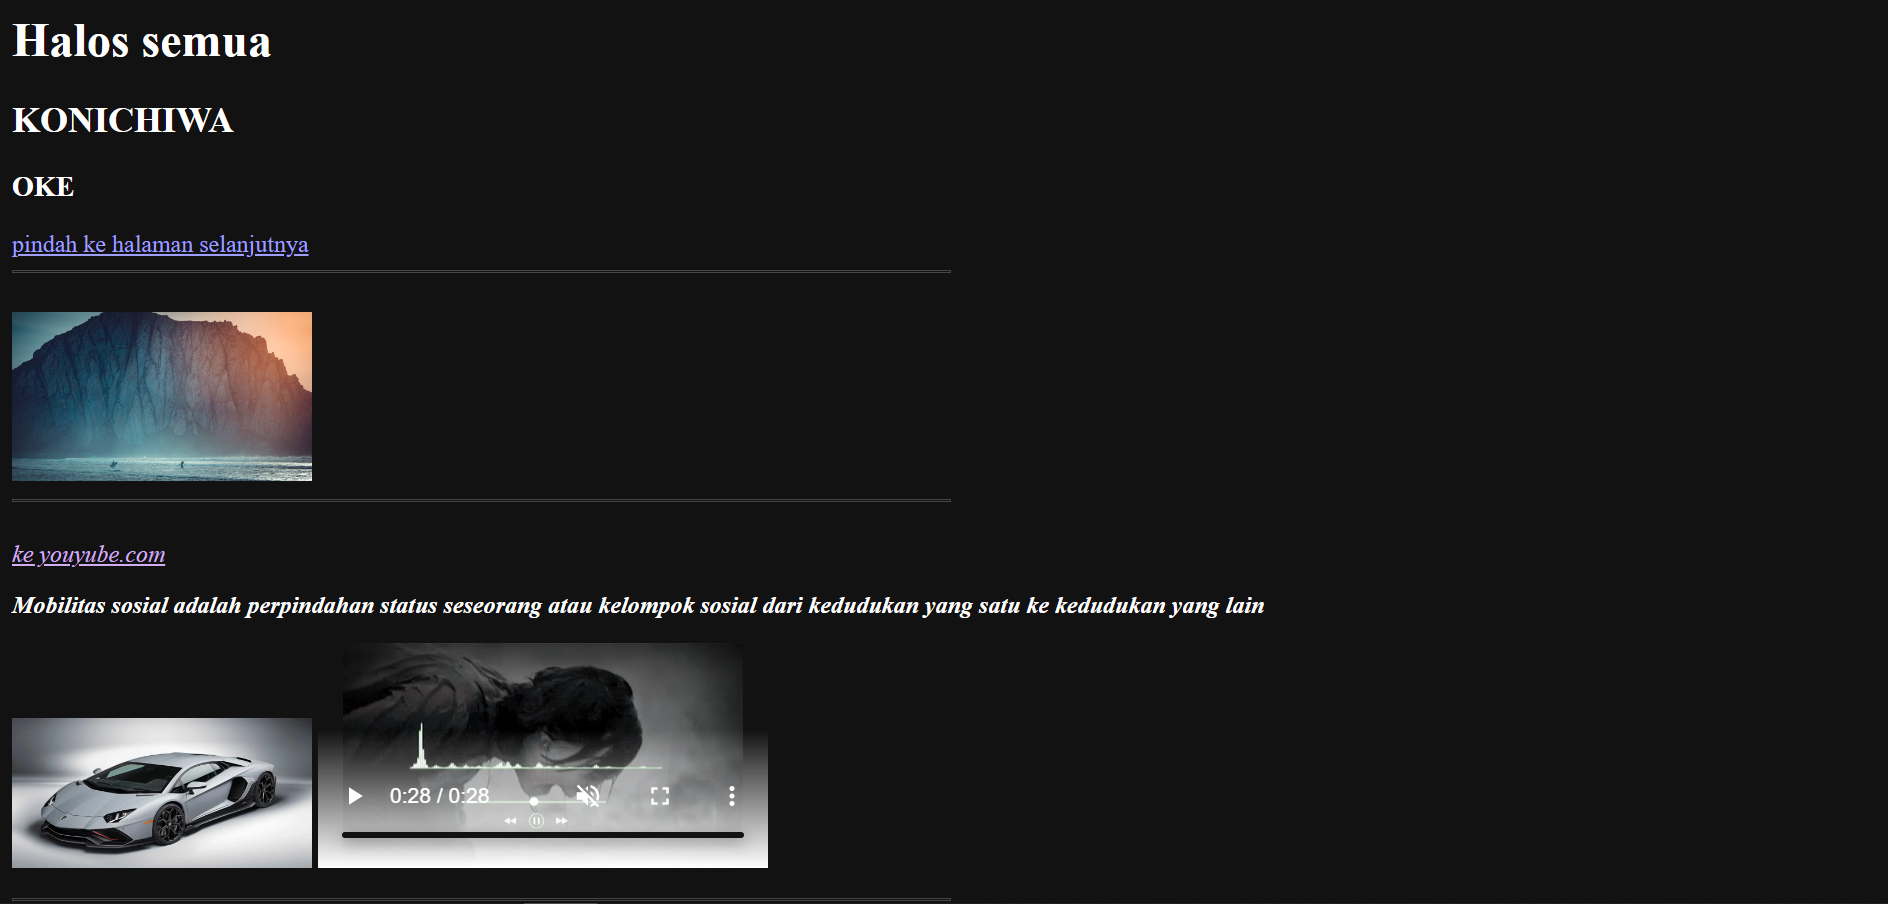 Halos semua
KONICHIWA
OKE
pindah ke halaman selanjutnya
ke youyube.com
Mobilitas sosial adalah perpindahan status seseorang atau kelompok sosial dari kedudukan yang satu ke kedudukan yang lain
0:28 / 0:28